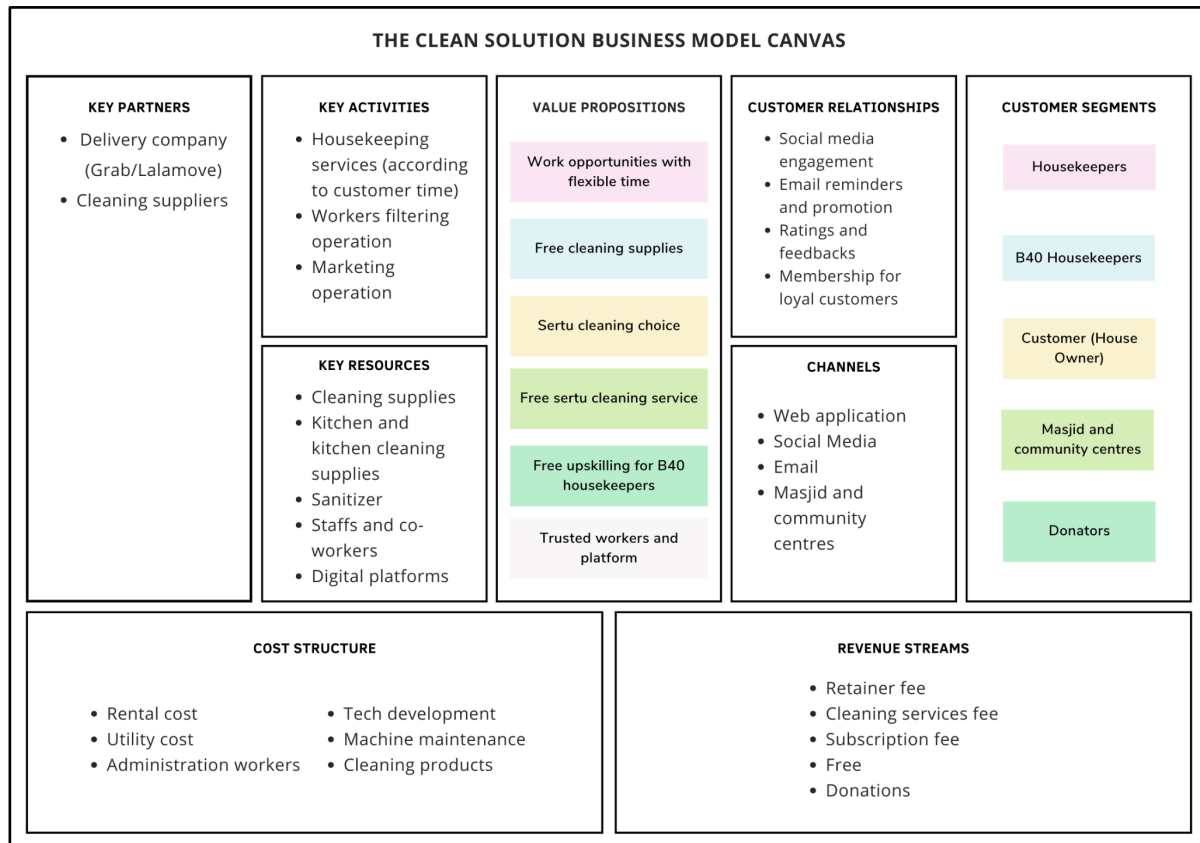 THE CLEAN SOLUTION BUSINESS MODEL CANVAS
KEY PARTNERS
• Delivery company
(Grab/Lalamove)
• Cleaning suppliers
KEY ACTIVITIES
• Housekeeping
services (according
to customer time)
• Workers filtering
operation
• Marketing
operation
KEY RESOURCES
• Cleaning supplies
• Kitchen and
kitchen cleaning
supplies
• Sanitizer
• Staffs and co-
workers
• Digital platforms
VALUE PROPOSITIONS
Work opportunities with
flexible time
Free cleaning supplies
Sertu cleaning choice
Free sertu cleaning service
Free upskilling for B40
housekeepers
Trusted workers and
platform
CUSTOMER RELATIONSHIPS
• Social media
engagement
• Email reminders
and promotion
• Ratings and
feedbacks
• Membership for
loyal customers
CHANNELS
• Web application
• Social Media
• Email
• Masjid and
community
centres
CUSTOMER SEGMENTS
Housekeepers
B40 Housekeepers
Customer (House
Owner)
Masjid and
community centres
Donators
COST STRUCTURE
• Rental cost
• Utility cost
• Administration workers
• Tech development
• Machine maintenance
• Cleaning products
REVENUE STREAMS
• Retainer fee
• Cleaning services fee
• Subscription fee
• Free
• Donations